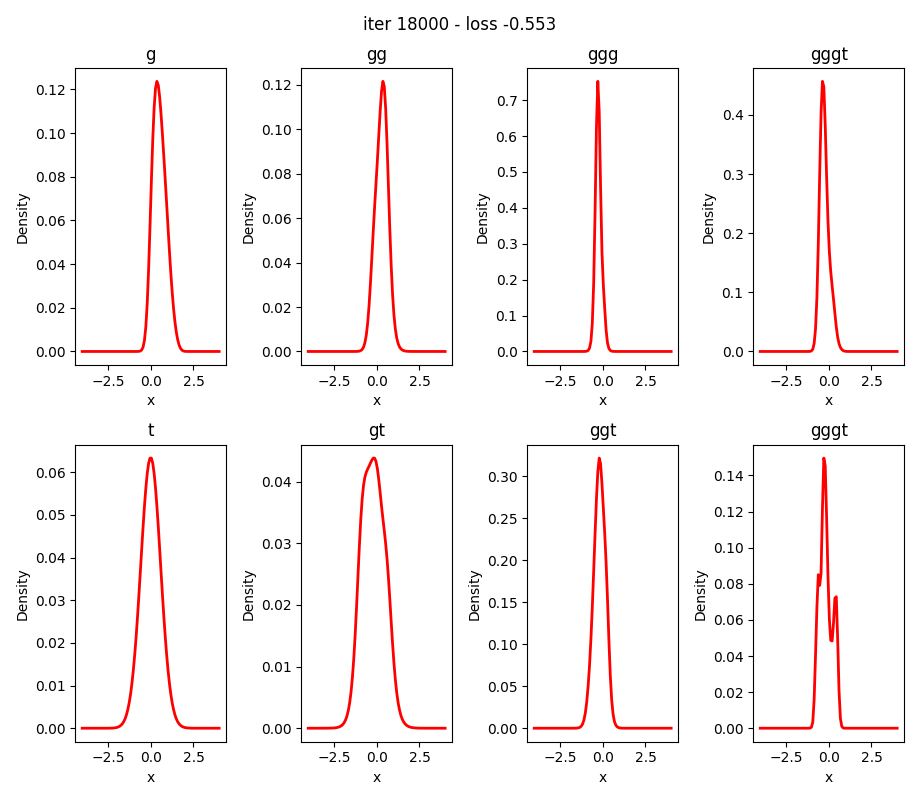 iter 18000 - loss -0.553
g gg ggg gggt
0.12 0.10 0.08 0.06 0.04 0.02 0.00
Density
−2.5 0.0 2.5
x
0.12 0.10 0.08 0.06 0.04 0.02 0.00
Density
−2.5 0.0 2.5
x
0.7 0.6 0.5 0.4 0.3 0.2 0.1 0.0
Density
−2.5 0.0 2.5
x
0.4 0.3 0.2 0.1 0.0
Density
−2.5 0.0 2.5
x
t gt ggt gggt
0.06 0.05 0.04 0.03 0.02 0.01 0.00
Density
−2.5 0.0 2.5
x
0.04 0.03 0.02 0.01 0.00
Density
−2.5 0.0 2.5
x
0.30 0.25 0.20 0.15 0.10 0.05 0.00
Density
−2.5 0.0 2.5
x
0.14 0.12 0.10 0.08 0.06 0.04 0.02 0.00
Density
−2.5 0.0 2.5
x